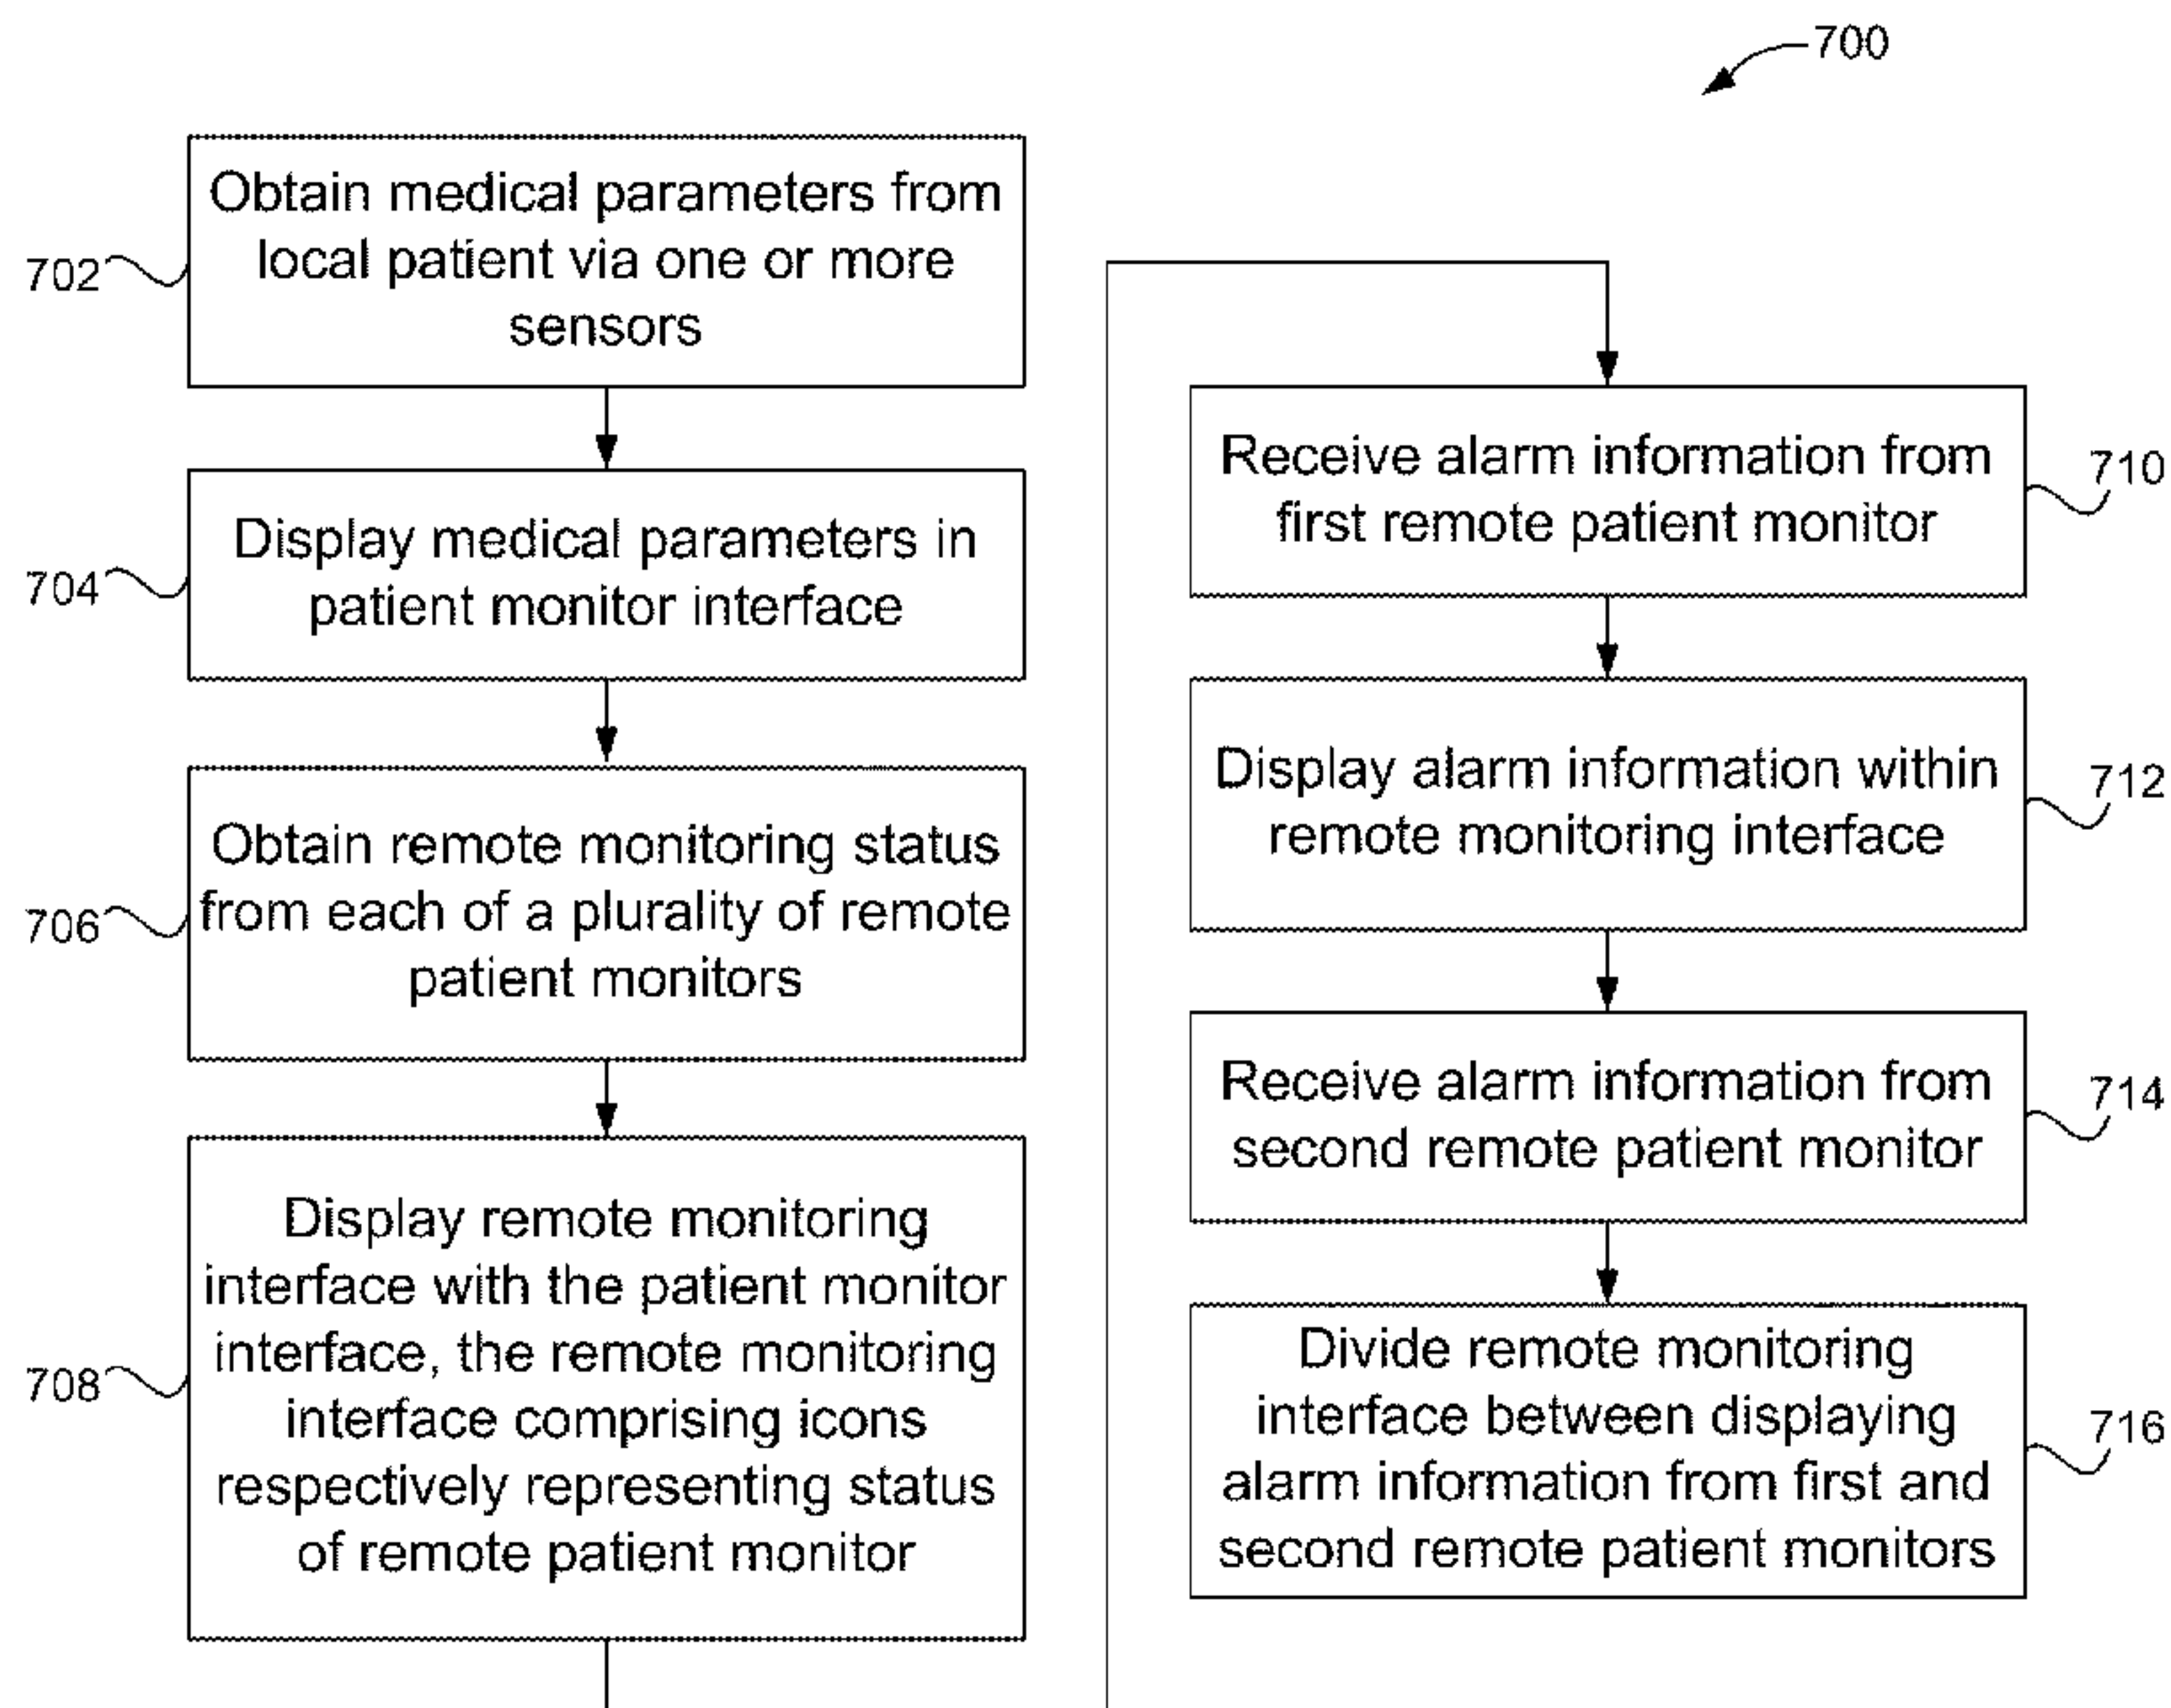 700
702
Obtain medical parameters from
local patient via one or more
sensors
704
Display medical parameters in
patient monitor interface
706
Obtain remote monitoring status
from each of a plurality of remote
patient monitors
708
Display remote monitoring
interface with the patient monitor
interface, the remote monitoring
interface comprising icons
respectively representing status
of remote patient monitor
Receive alarm information from
first remote patient monitor
710
Display alarm information within
remote monitoring interface
712
Receive alarm information from
second remote patient monitor
714
Divide remote monitoring
interface between displaying
alarm information from first and
second remote patient monitors
716